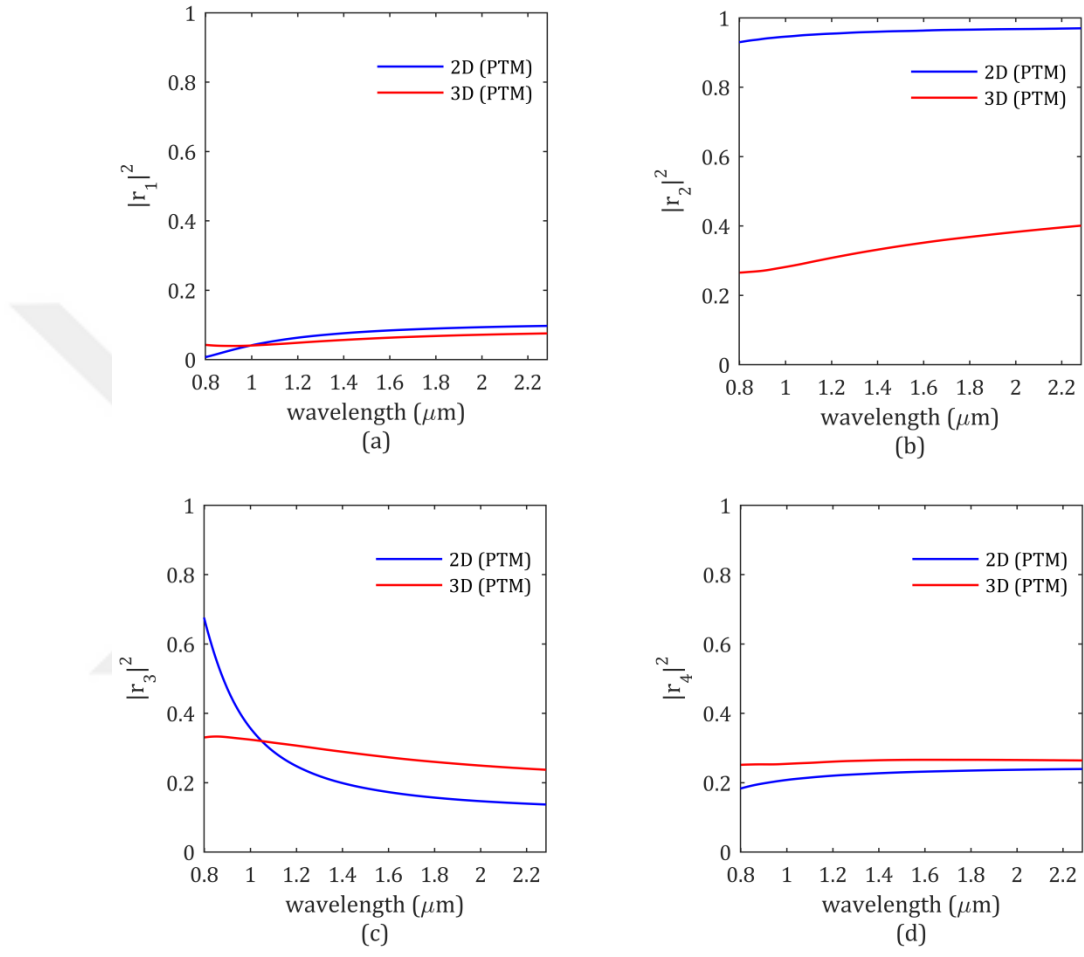 |r₁|²
1
0.8
0.6
0.4
0.2
0
2D (PTM)
3D (PTM)
0.8 1 1.2 1.4 1.6 1.8 2 2.2
wavelength (μm)
(a)
|r₂|²
1
0.8
0.6
0.4
0.2
0
2D (PTM)
3D (PTM)
0.8 1 1.2 1.4 1.6 1.8 2 2.2
wavelength (μm)
(b)
|r₃|²
1
0.8
0.6
0.4
0.2
0
2D (PTM)
3D (PTM)
0.8 1 1.2 1.4 1.6 1.8 2 2.2
wavelength (μm)
(c)
|r₄|²
1
0.8
0.6
0.4
0.2
0
2D (PTM)
3D (PTM)
0.8 1 1.2 1.4 1.6 1.8 2 2.2
wavelength (μm)
(d)